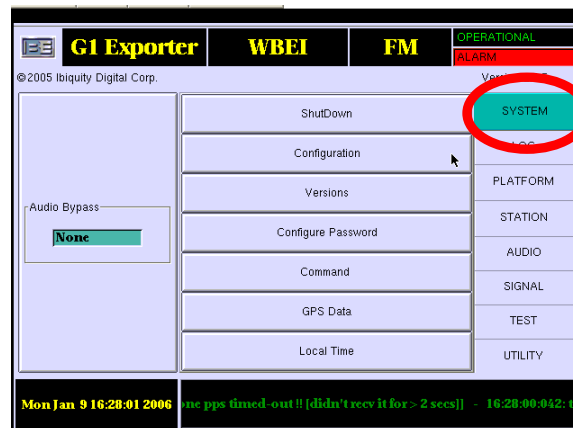 G1 Exporter WBEI FM
OPERATIONAL
ALARM
©2005 Ibiquity Digital Corp.
ShutDown
SYSTEM
Configuration
PLATFORM
Versions
Audio Bypass
None
STATION
Configure Password
AUDIO
Command
SIGNAL
GPS Data
TEST
Local Time
UTILITY
Mon Jan 9 16:28:01 2006
one pps timed-out !! [didn't recv it for > 2 secs]] - 16:28:00:042: t